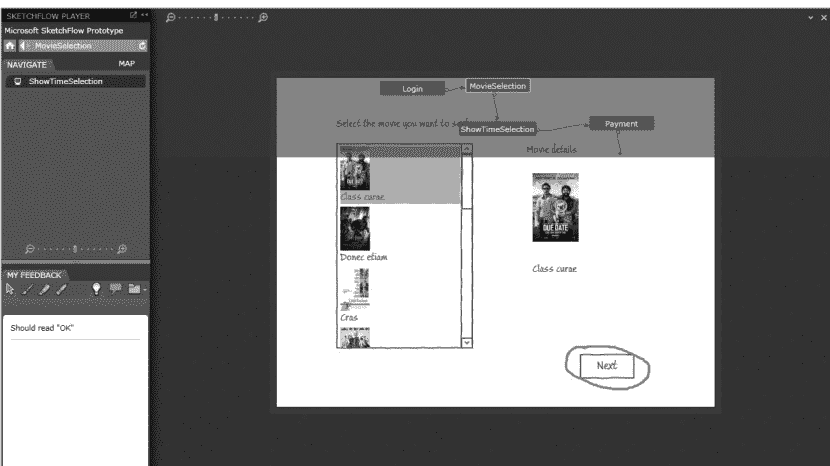 SKETCHFLOW PLAYER
Microsoft SketchFlow Prototype
MovieSelection
NAVIGATE
MAP
ShowTimeSelection
MY FEEDBACK
Should read "OK"
Login
MovieSelection
Select the movie you want to
ShowTimeSelection
Payment
Movie details
Class curae
Donec etiam
Cras
DUE DATE
Class curae
Next